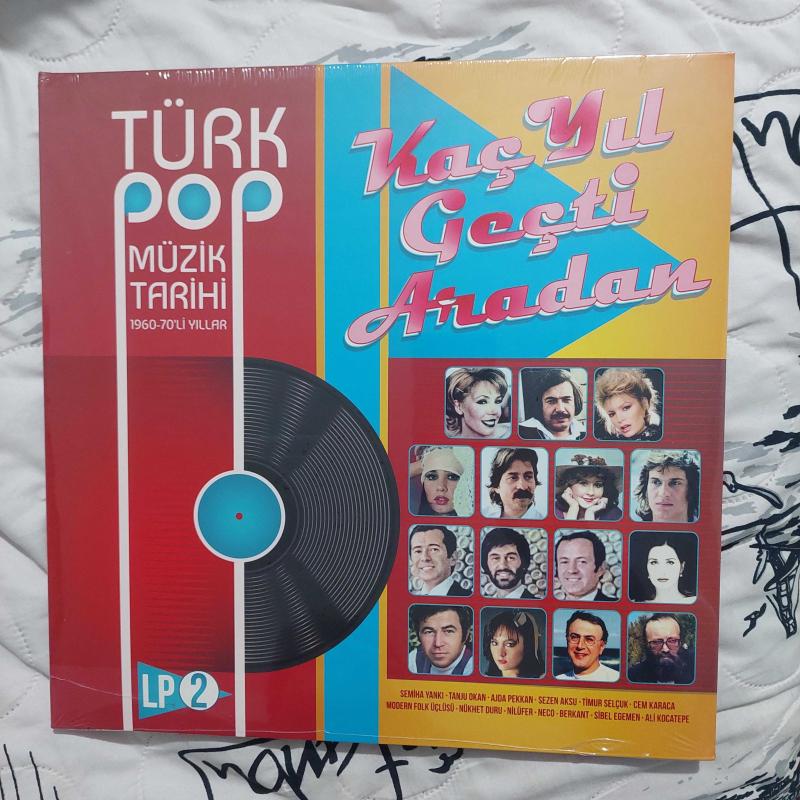 TÜRK
POP
MÜZİK
TARİHİ
1960-70'Lİ YILLAR
Kaç Yıl
Geçti
Aradan
LP 2
SEMİHA YANKI · TANJU OKAN · AJDA PEKKAN · SEZEN AKSU · TİMUR SELÇUK · CEM KARACA
MODERN FOLK ÜÇLÜSÜ · NÜKHET DURU · NİLÜFER · NECO · BERKANT · SİBEL EGEMEN · ALİ KOCATEPE